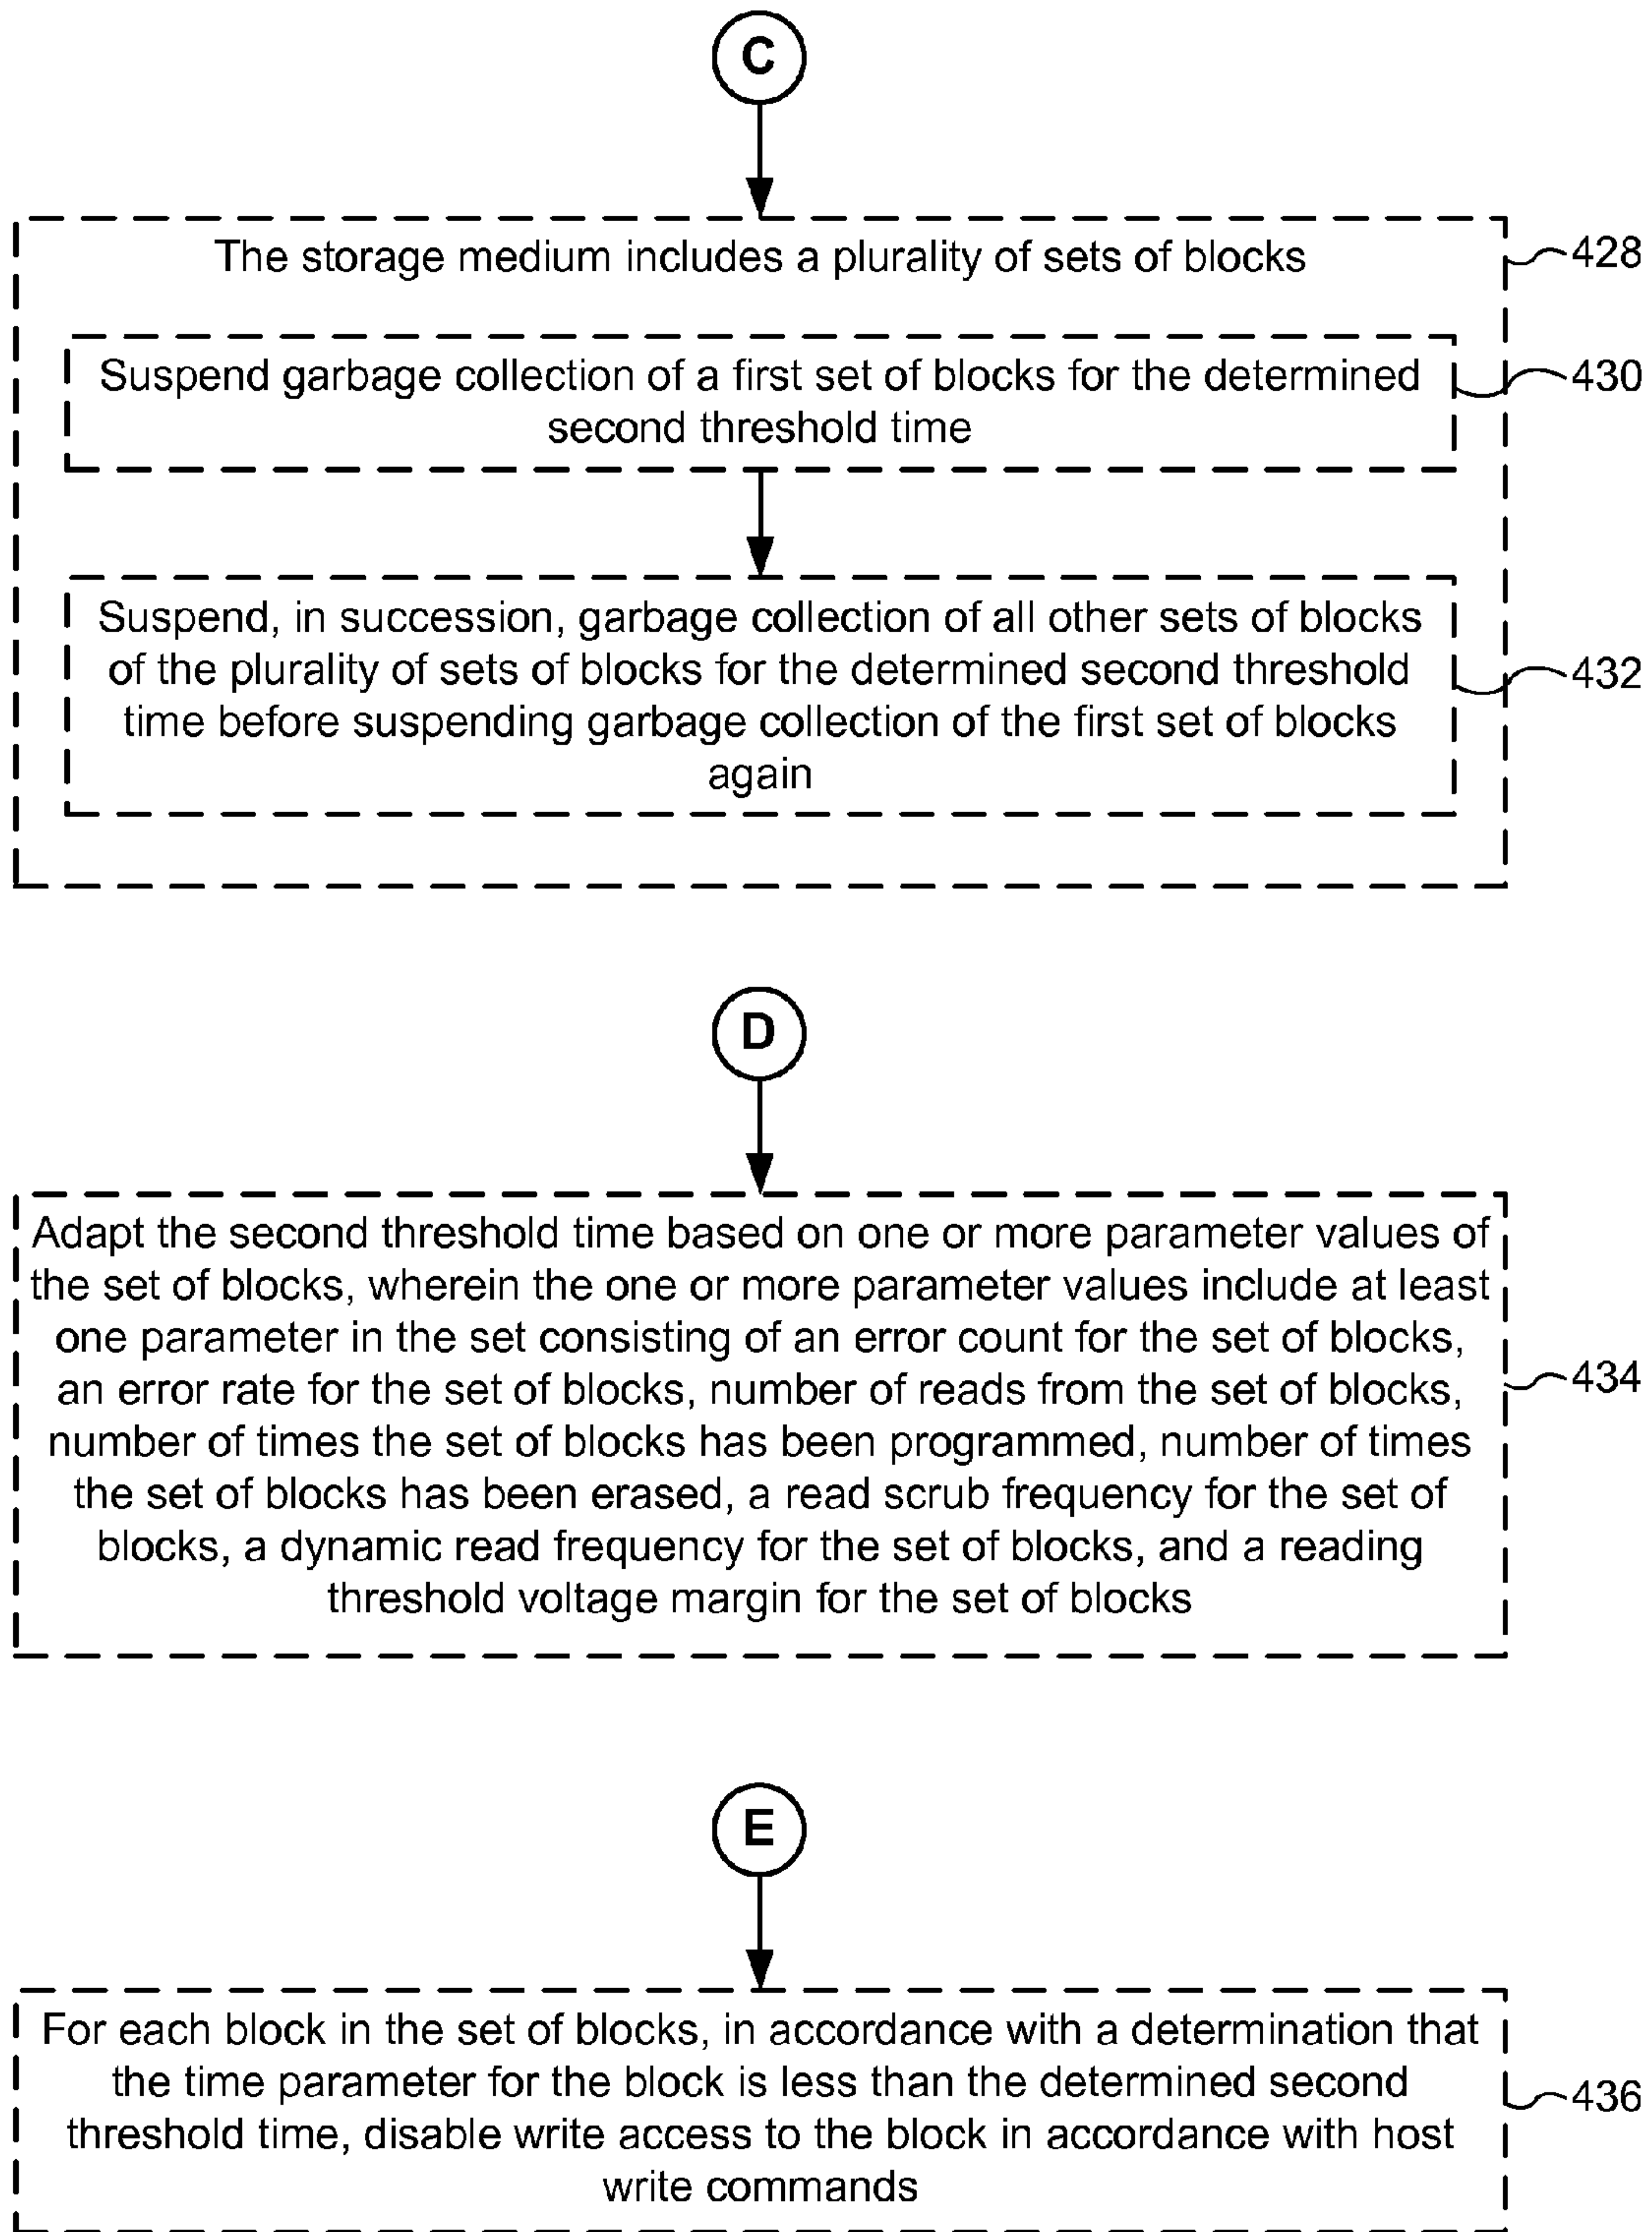 C
The storage medium includes a plurality of sets of blocks
428
Suspend garbage collection of a first set of blocks for the determined
second threshold time
430
Suspend, in succession, garbage collection of all other sets of blocks
of the plurality of sets of blocks for the determined second threshold
time before suspending garbage collection of the first set of blocks
again
432
D
Adapt the second threshold time based on one or more parameter values of
the set of blocks, wherein the one or more parameter values include at least
one parameter in the set consisting of an error count for the set of blocks,
an error rate for the set of blocks, number of reads from the set of blocks,
number of times the set of blocks has been programmed, number of times
the set of blocks has been erased, a read scrub frequency for the set of
blocks, a dynamic read frequency for the set of blocks, and a reading
threshold voltage margin for the set of blocks
434
E
For each block in the set of blocks, in accordance with a determination that
the time parameter for the block is less than the determined second
threshold time, disable write access to the block in accordance with host
write commands
436